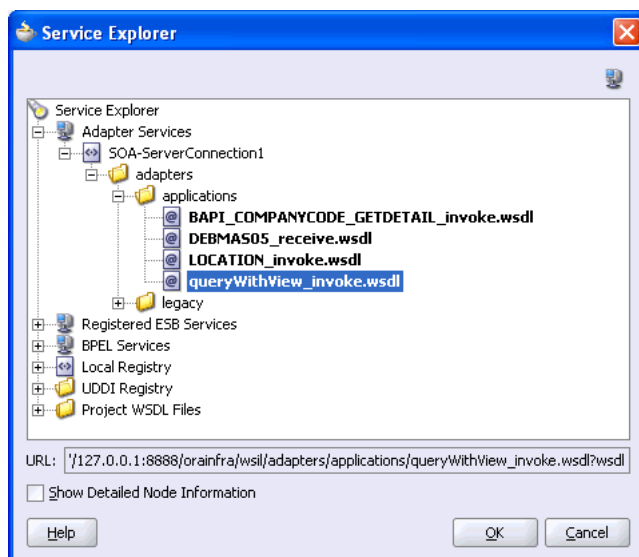 Service Explorer
Service Explorer
Adapter Services
SOA-ServerConnection1
adapters
applications
BAPI_COMPANYCODE_GETDETAIL_invoke.wsdl
DEBMAS05_receive.wsdl
LOCATION_invoke.wsdl
queryWithView_invoke.wsdl
legacy
Registered ESB Services
BPEL Services
Local Registry
UDDI Registry
Project WSDL Files
URL: '/127.0.0.1:8888/orainfra/wsil/adapters/applications/queryWithView_invoke.wsdl?wsdl
Show Detailed Node Information
Help OK Cancel